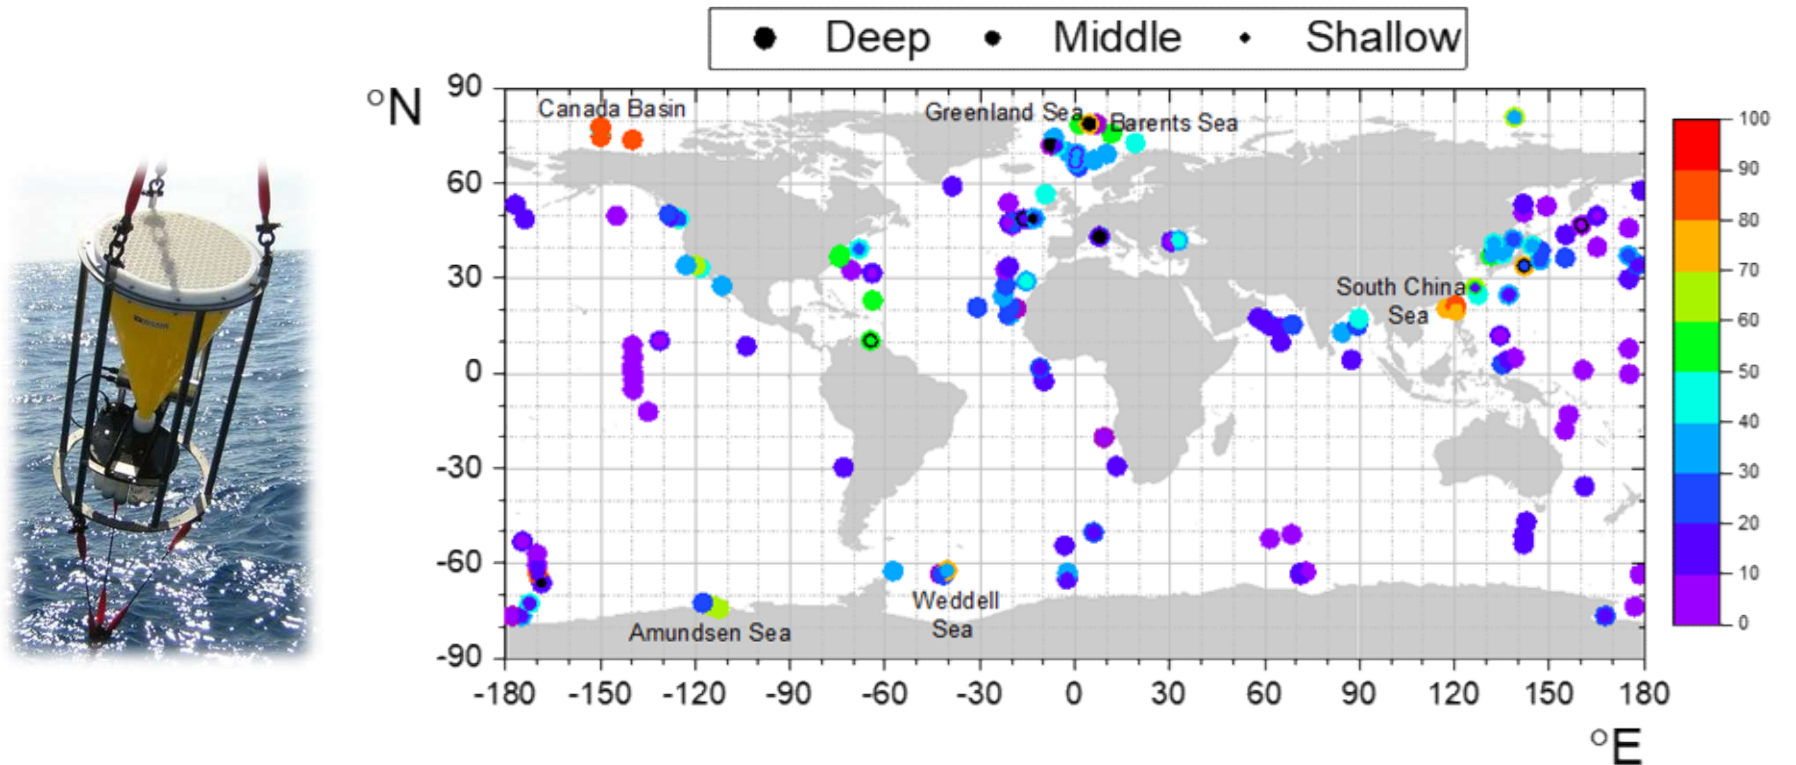 Deep Middle Shallow
°N
90
60
30
0
-30
-60
-90
Canada Basin
Greenland Sea
Barents Sea
South China
Sea
Weddell
Sea
Amundsen Sea
-180 -150 -120 -90 -60 -30 0 30 60 90 120 150 180
°E
100
90
80
70
60
50
40
30
20
10
0